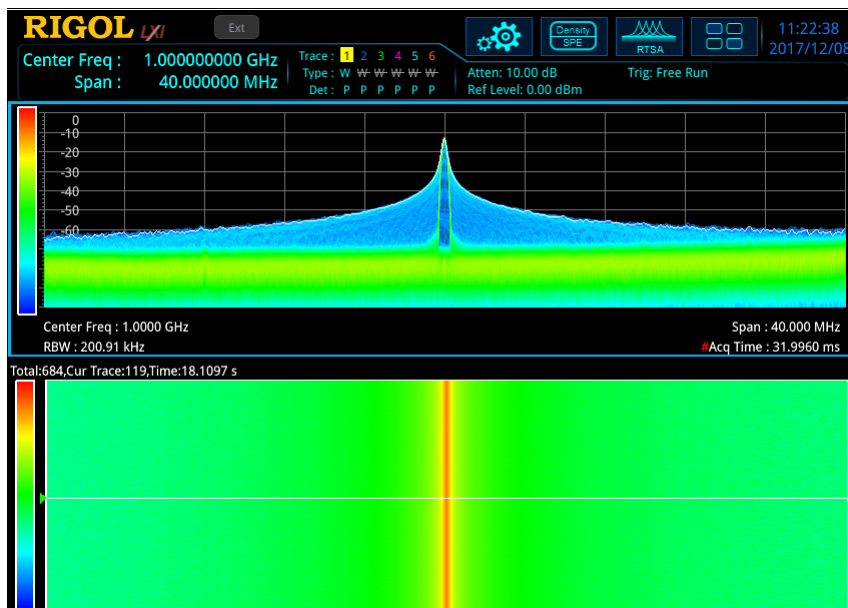 RIGOL LXI Ext
Density
SPE
RTSA
11:22:38
2017/12/08
Center Freq : 1.000000000 GHz
Span : 40.000000 MHz
Trace : 1 2 3 4 5 6
Type : W W W W W W
Det : P P P P P P
Atten: 10.00 dB
Trig: Free Run
Ref Level: 0.00 dBm
0
-10
-20
-30
-40
-50
-60
Center Freq : 1.0000 GHz
Span : 40.000 MHz
RBW : 200.91 kHz
#Acq Time : 31.9960 ms
Total:684,Cur Trace:119,Time:18.1097 s